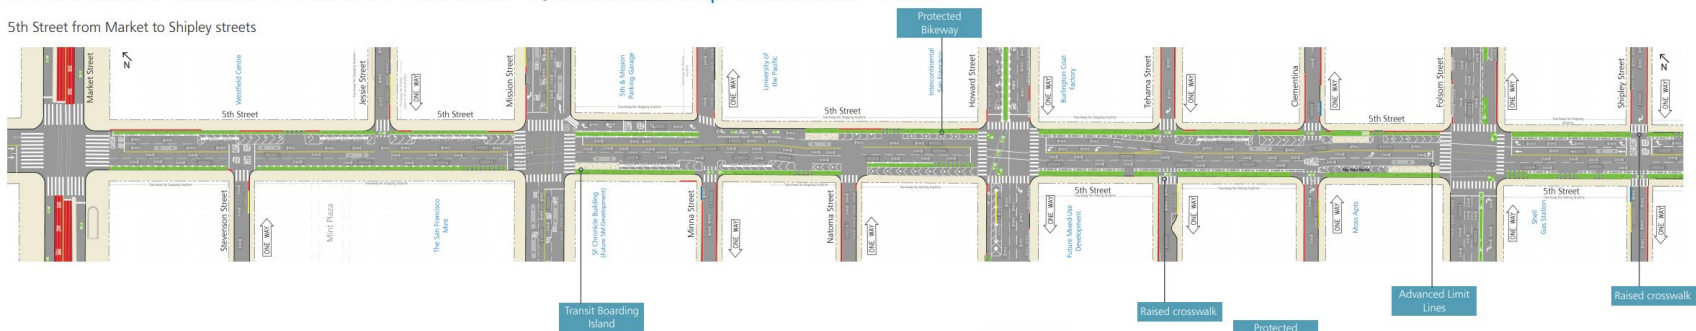 5th Street from Market to Shipley streets
Protected
Bikeway
N
N
Market Street
Westfield Centre
Jessie Street
ONE WAY
Mission Street
5th & Mission
Parking Garage
ONE WAY
University of
the Pacific
Intercontinental
San Francisco
Howard Street
ONE WAY
Burlington Coat
Factory
Tehama Street
ONE WAY
Clementina
ONE WAY
Folsom Street
ONE WAY
Shipley Street
ONE WAY
5th Street
5th Street
5th Street
5th Street
Stevenson Street
ONE WAY
Mint Plaza
The San Francisco
Mint
SF Chronicle Building
(Future 5M Development)
Minna Street
ONE WAY
Natoma Street
ONE WAY
5th Street
Future Mixed-Use
Development
ONE WAY
ONE WAY
ONE WAY
Moss Apts
ONE WAY
5th Street
Shell
Gas Station
ONE WAY
Transit Boarding
Island
Raised crosswalk
Advanced Limit
Lines
Raised crosswalk
Protected